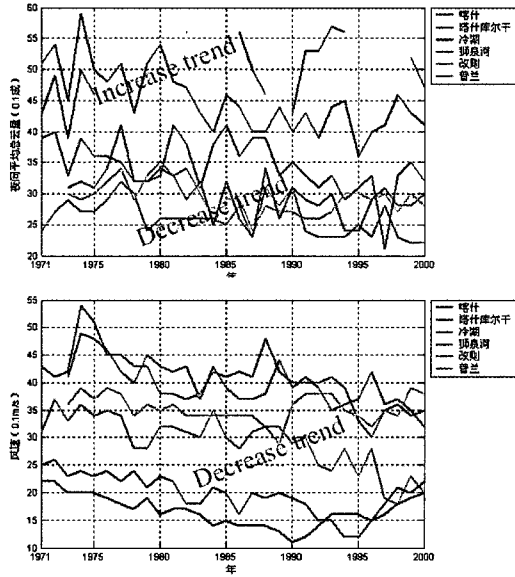 60
55
50
45
40
35
30
25
20
1971
1975
1980
1985
1990
1995
2000
年
夜间平均总云量(0.1成)
Increase trend
Decrease trend
喀什
塔什库尔干
冷湖
狮泉河
改则
普兰
55
50
45
40
35
30
25
20
15
10
1971
1975
1980
1985
1990
1995
2000
年
风速(0.1m/s)
Decrease trend
喀什
塔什库尔干
冷湖
狮泉河
改则
普兰